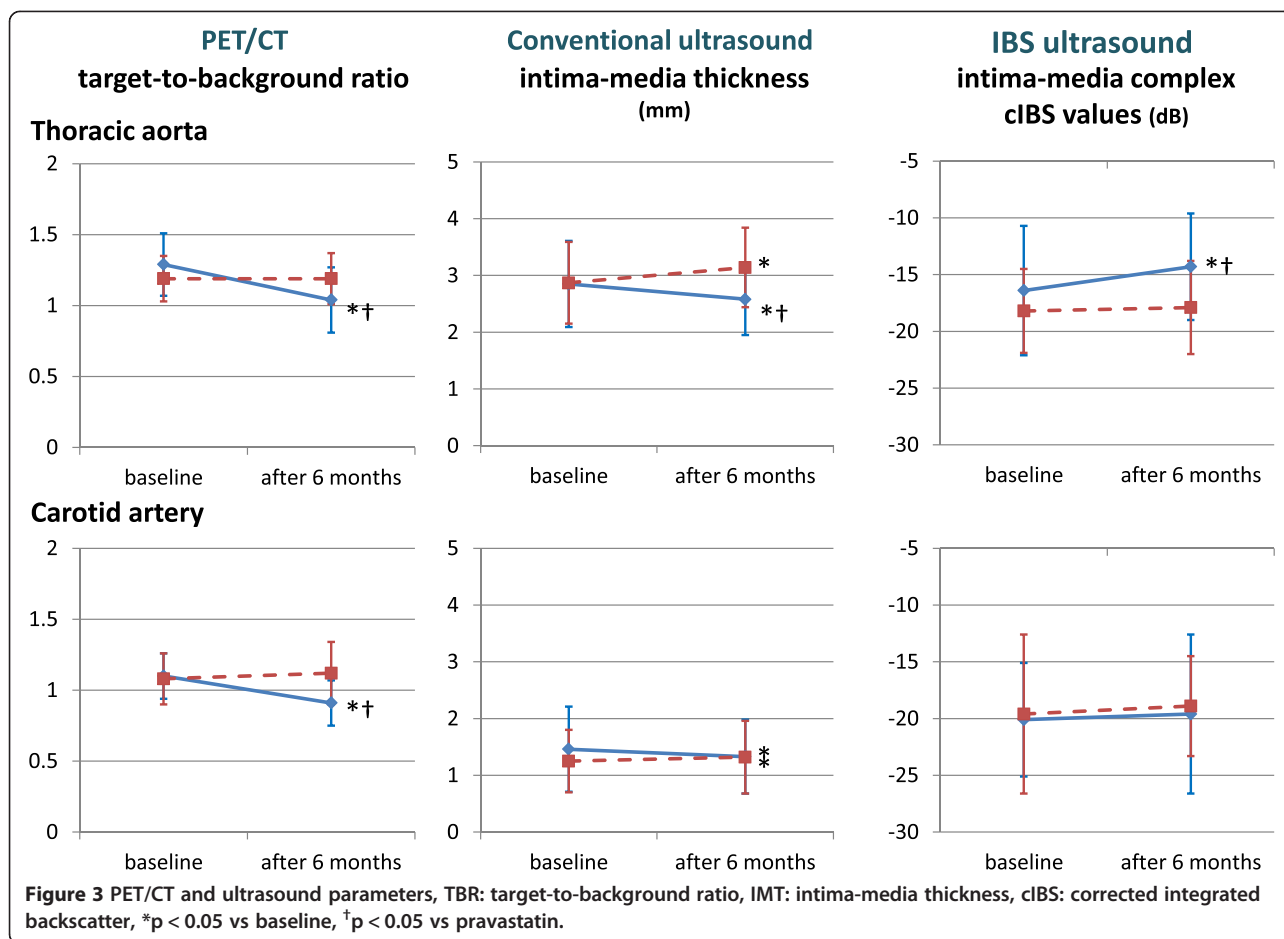 PET/CT
target-to-background ratio
Conventional ultrasound
intima-media thickness
(mm)
IBS ultrasound
intima-media complex
cIBS values (dB)
Thoracic aorta
2
1.5
1
0.5
0
*†
baseline after 6 months
5
4
3
2
1
0
*
*†
baseline after 6 months
-5
-10
-15
-20
-25
-30
*†
baseline after 6 months
Carotid artery
2
1.5
1
0.5
0
*†
baseline after 6 months
5
4
3
2
1
0
*
*
baseline after 6 months
-5
-10
-15
-20
-25
-30
baseline after 6 months
Figure 3 PET/CT and ultrasound parameters, TBR: target-to-background ratio, IMT: intima-media thickness, cIBS: corrected integrated
backscatter, *p < 0.05 vs baseline, †p < 0.05 vs pravastatin.